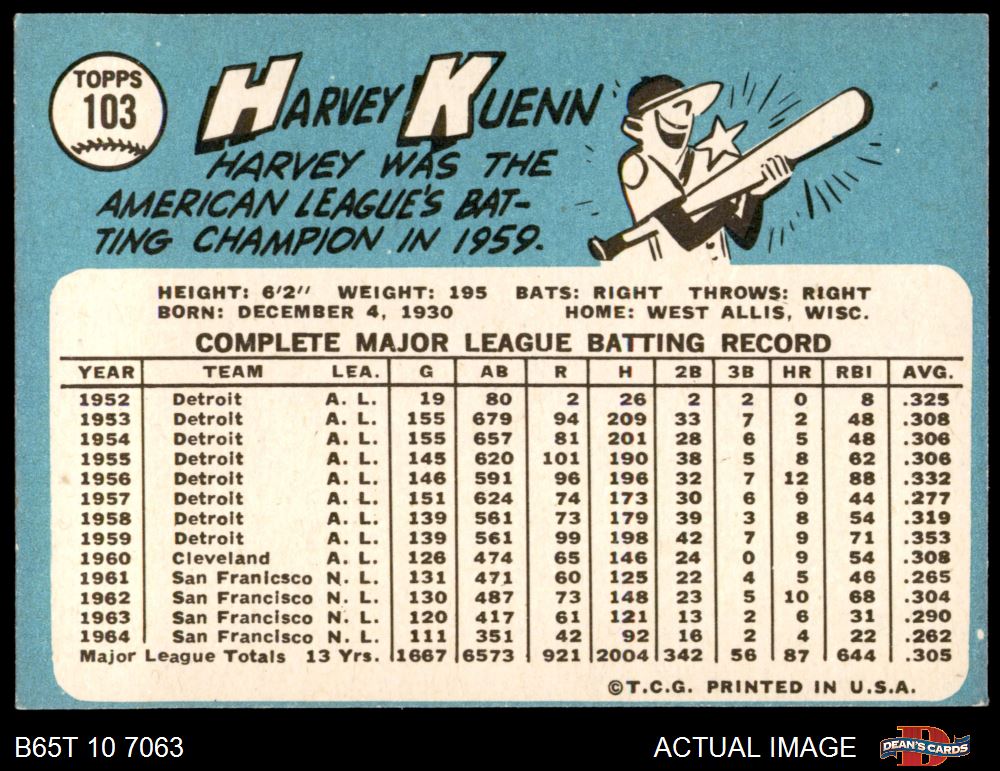 TOPPS
103
HARVEY KUENN
HARVEY WAS THE
AMERICAN LEAGUE'S BAT-
TING CHAMPION IN 1959.
HEIGHT: 6'2" WEIGHT: 195 BATS: RIGHT THROWS: RIGHT
BORN: DECEMBER 4, 1930 HOME: WEST ALLIS, WISC.
COMPLETE MAJOR LEAGUE BATTING RECORD
YEAR TEAM LEA. G AB R H 2B 3B HR RBI AVG.
1952 Detroit A. L. 19 80 2 26 2 2 0 8 .325
1953 Detroit A. L. 155 679 94 209 33 7 2 48 .308
1954 Detroit A. L. 155 657 81 201 28 6 5 48 .306
1955 Detroit A. L. 145 620 101 190 38 5 8 62 .306
1956 Detroit A. L. 146 591 96 196 32 7 12 88 .332
1957 Detroit A. L. 151 624 74 173 30 6 9 44 .277
1958 Detroit A. L. 139 561 73 179 39 3 8 54 .319
1959 Detroit A. L. 139 561 99 198 42 7 9 71 .353
1960 Cleveland A. L. 126 474 65 146 24 0 9 54 .308
1961 San Franicsco N. L. 131 471 60 125 22 4 5 46 .265
1962 San Francisco N. L. 130 487 73 148 23 5 10 68 .304
1963 San Francisco N. L. 120 417 61 121 13 2 6 31 .290
1964 San Francisco N. L. 111 351 42 92 16 2 4 22 .262
Major League Totals 13 Yrs. 1667 6573 921 2004 342 56 87 644 .305
©T.C.G. PRINTED IN U.S.A.
B65T 10 7063 ACTUAL IMAGE DEAN'S CARDS